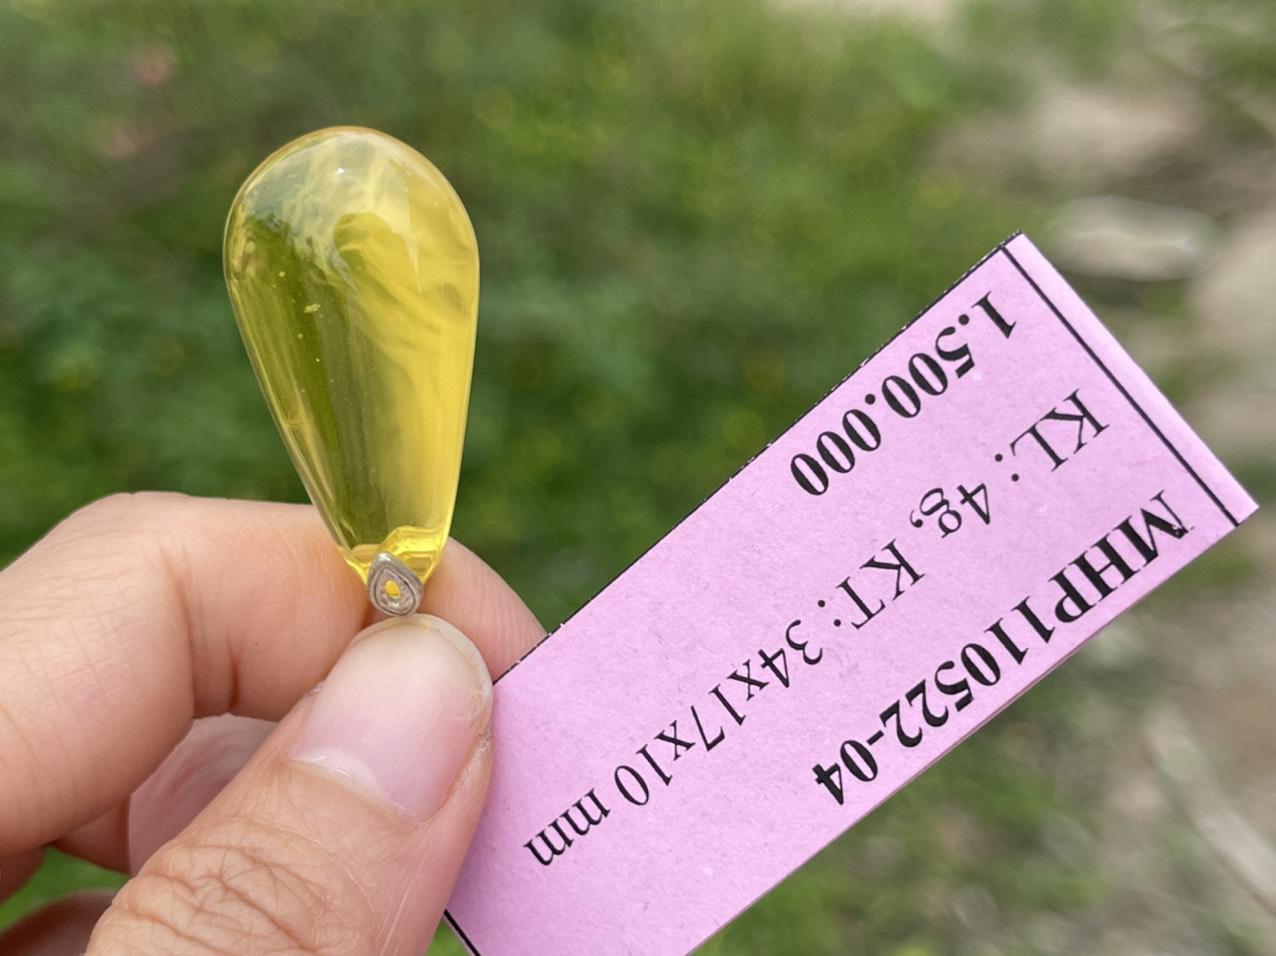 MHP110522-04
KL: 4g, KT: 34x17x10 mm
1.500.000